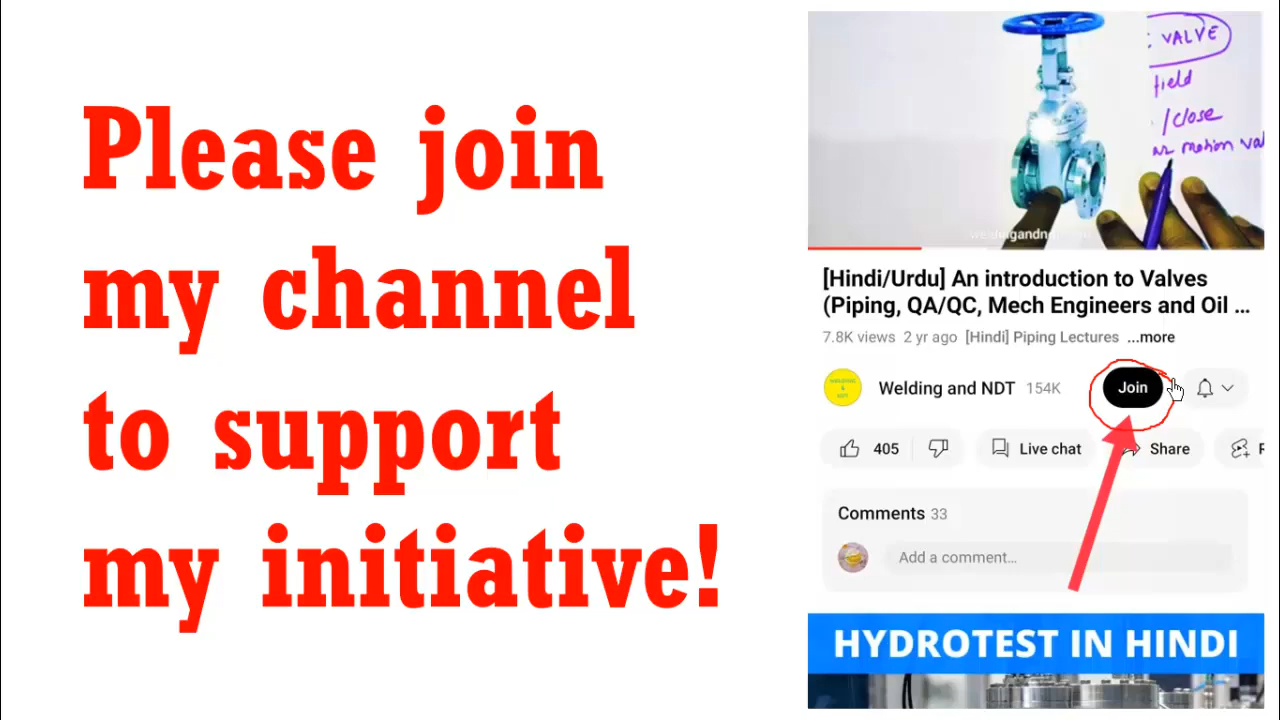 Please join
my channel
to support
my initiative!
VALVE
field
/close
motion
[Hindi/Urdu] An introduction to Valves
(Piping, QA/QC, Mech Engineers and Oil ...
7.8K views 2 yr ago [Hindi] Piping Lectures ...more
WELDING
&
NDT
Welding and NDT 154K
Join
405
Live chat
Share
Comments 33
Add a comment...
HYDROTEST IN HINDI